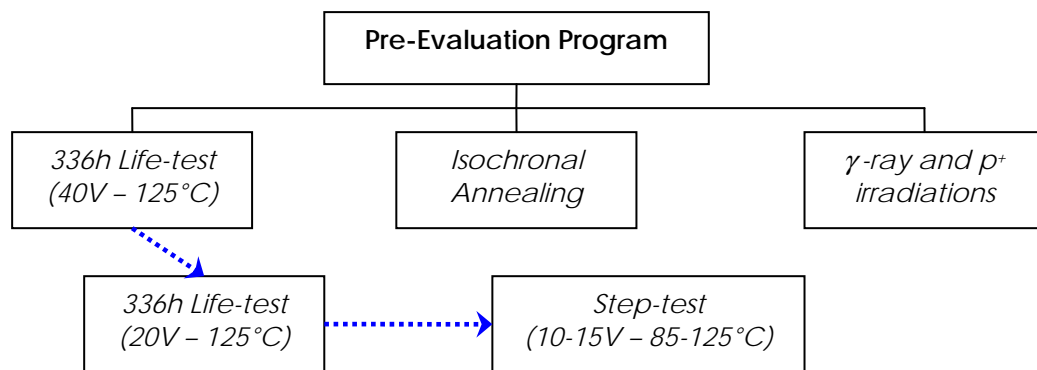 Pre-Evaluation Program
336h Life-test
(40V – 125°C)
Isochronal
Annealing
γ-ray and p+
irradiations
336h Life-test
(20V – 125°C)
Step-test
(10-15V – 85-125°C)